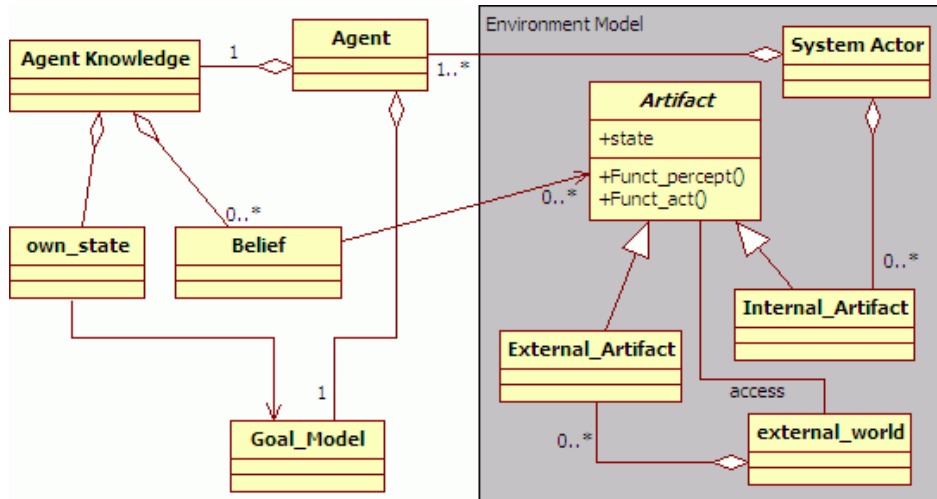 Environment Model
Agent
System Actor
Agent Knowledge
1
1..*
Artifact
+state
+Funct_percept()
+Funct_act()
0..*
0..*
own_state
Belief
0..*
Internal_Artifact
External_Artifact
1
access
Goal_Model
external_world
0..*